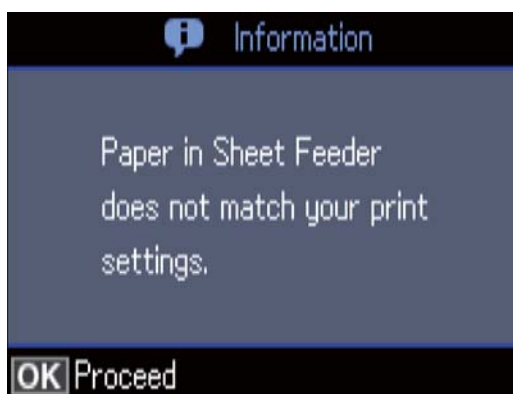 Information
Paper in Sheet Feeder
does not match your print
settings.
OK Proceed